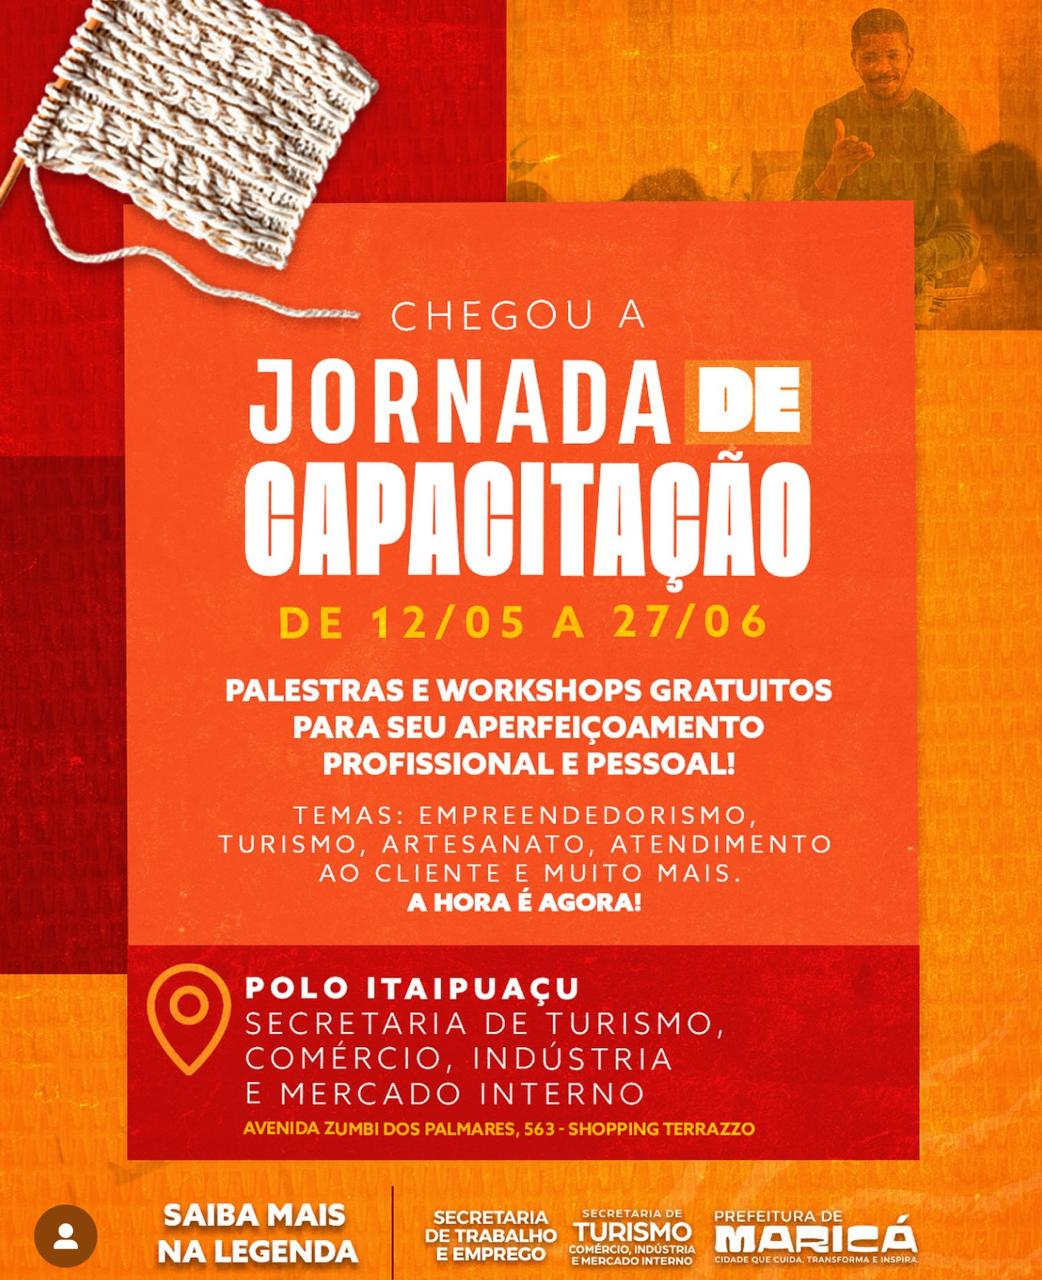 CHEGOU A
JORNADA DE
CAPACITAÇÃO
DE 12/05 A 27/06
PALESTRAS E WORKSHOPS GRATUITOS
PARA SEU APERFEIÇOAMENTO
PROFISSIONAL E PESSOAL!
TEMAS: EMPREENDEDORISMO,
TURISMO, ARTESANATO, ATENDIMENTO
AO CLIENTE E MUITO MAIS.
A HORA É AGORA!
POLO ITAIPUAÇU
SECRETARIA DE TURISMO,
COMÉRCIO, INDÚSTRIA
E MERCADO INTERNO
AVENIDA ZUMBI DOS PALMARES, 563 - SHOPPING TERRAZZO
SAIBA MAIS
NA LEGENDA
SECRETARIA
DE TRABALHO
E EMPREGO
SECRETARIA DE
TURISMO
COMÉRCIO, INDÚSTRIA
E MERCADO INTERNO
PREFEITURA DE
MARICÁ
CIDADE QUE CUIDA, TRANSFORMA E INSPIRA.